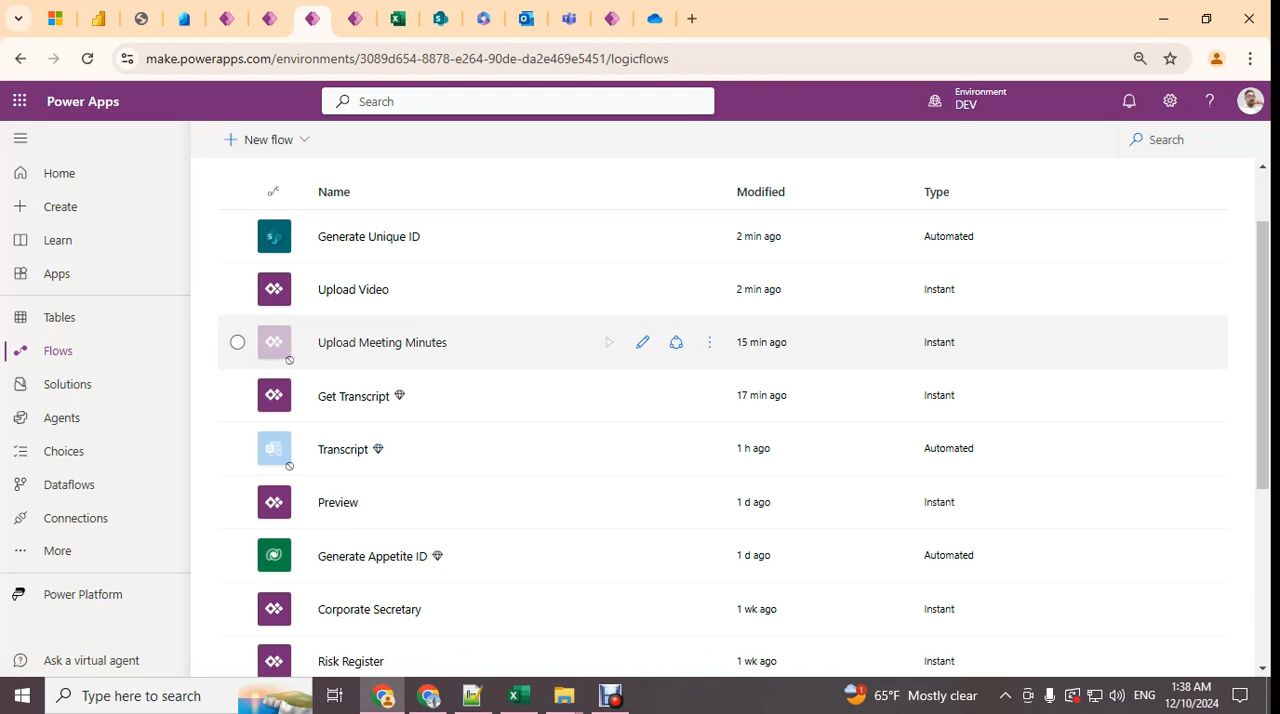 make.powerapps.com/environments/3089d654-8878-e264-90de-da2e469e5451/logicflows
Power Apps
Search
Environment
DEV
New flow
Search
Home
Create
Learn
Apps
Tables
Flows
Solutions
Agents
Choices
Dataflows
Connections
More
Power Platform
Ask a virtual agent
Name Modified Type
Generate Unique ID 2 min ago Automated
Upload Video 2 min ago Instant
Upload Meeting Minutes 15 min ago Instant
Get Transcript 17 min ago Instant
Transcript 1 h ago Automated
Preview 1 d ago Instant
Generate Appetite ID 1 d ago Automated
Corporate Secretary 1 wk ago Instant
Risk Register 1 wk ago Instant
Type here to search
65°F Mostly clear
ENG
1:38 AM
12/10/2024